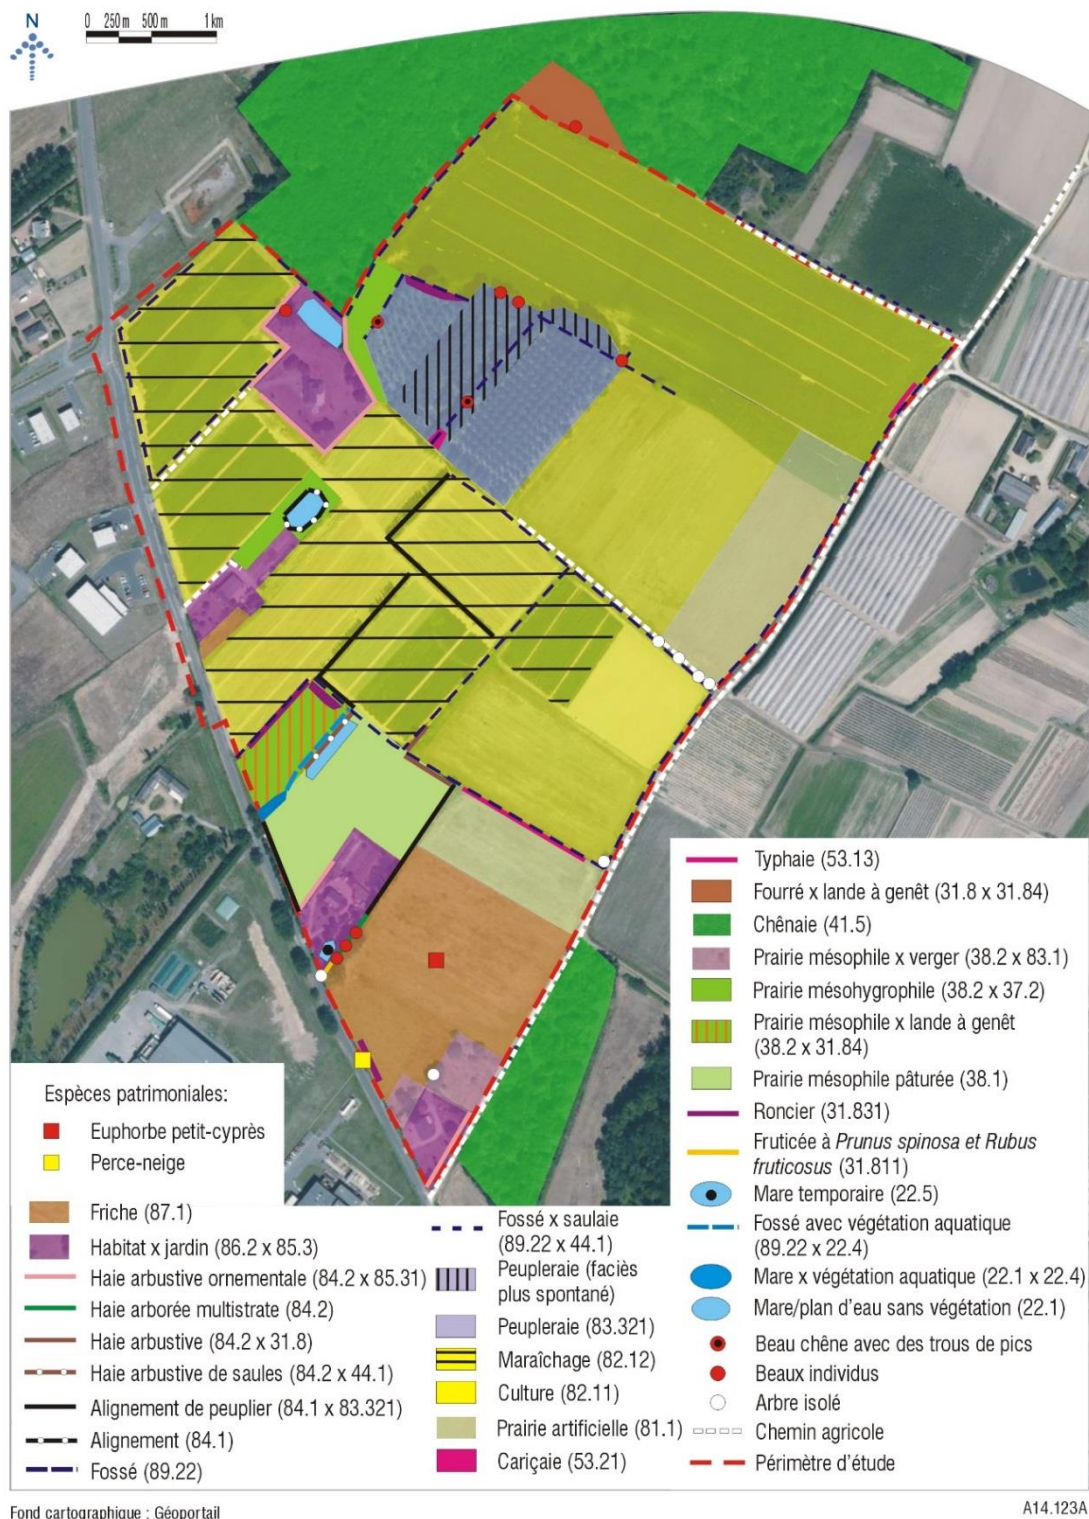 N
0 250 m 500 m 1 km
Typhaie (53.13)
Fourré x lande à genêt (31.8 x 31.84)
Chênaie (41.5)
Prairie mésophile x verger (38.2 x 83.1)
Prairie mésohygrophile (38.2 x 37.2)
Prairie mésophile x lande à genêt
(38.2 x 31.84)
Prairie mésophile pâturée (38.1)
Roncier (31.831)
Fruticée à Prunus spinosa et Rubus
fruticosus (31.811)
Mare temporaire (22.5)
Fossé avec végétation aquatique
(89.22 x 22.4)
Mare x végétation aquatique (22.1 x 22.4)
Mare/plan d'eau sans végétation (22.1)
Beau chêne avec des trous de pics
Beaux individus
Arbre isolé
Chemin agricole
Périmètre d'étude
Espèces patrimoniales:
Euphorbe petit-cyprès
Perce-neige
Friche (87.1)
Habitat x jardin (86.2 x 85.3)
Haie arbustive ornementale (84.2 x 85.31)
Haie arborée multistrate (84.2)
Haie arbustive (84.2 x 31.8)
Haie arbustive de saules (84.2 x 44.1)
Alignement de peuplier (84.1 x 83.321)
Alignement (84.1)
Fossé (89.22)
Fossé x saulaie
(89.22 x 44.1)
Peupleraie (faciès
plus spontané)
Peupleraie (83.321)
Maraîchage (82.12)
Culture (82.11)
Prairie artificielle (81.1)
Cariçaie (53.21)
Fond cartographique : Géoportail
A14.123A